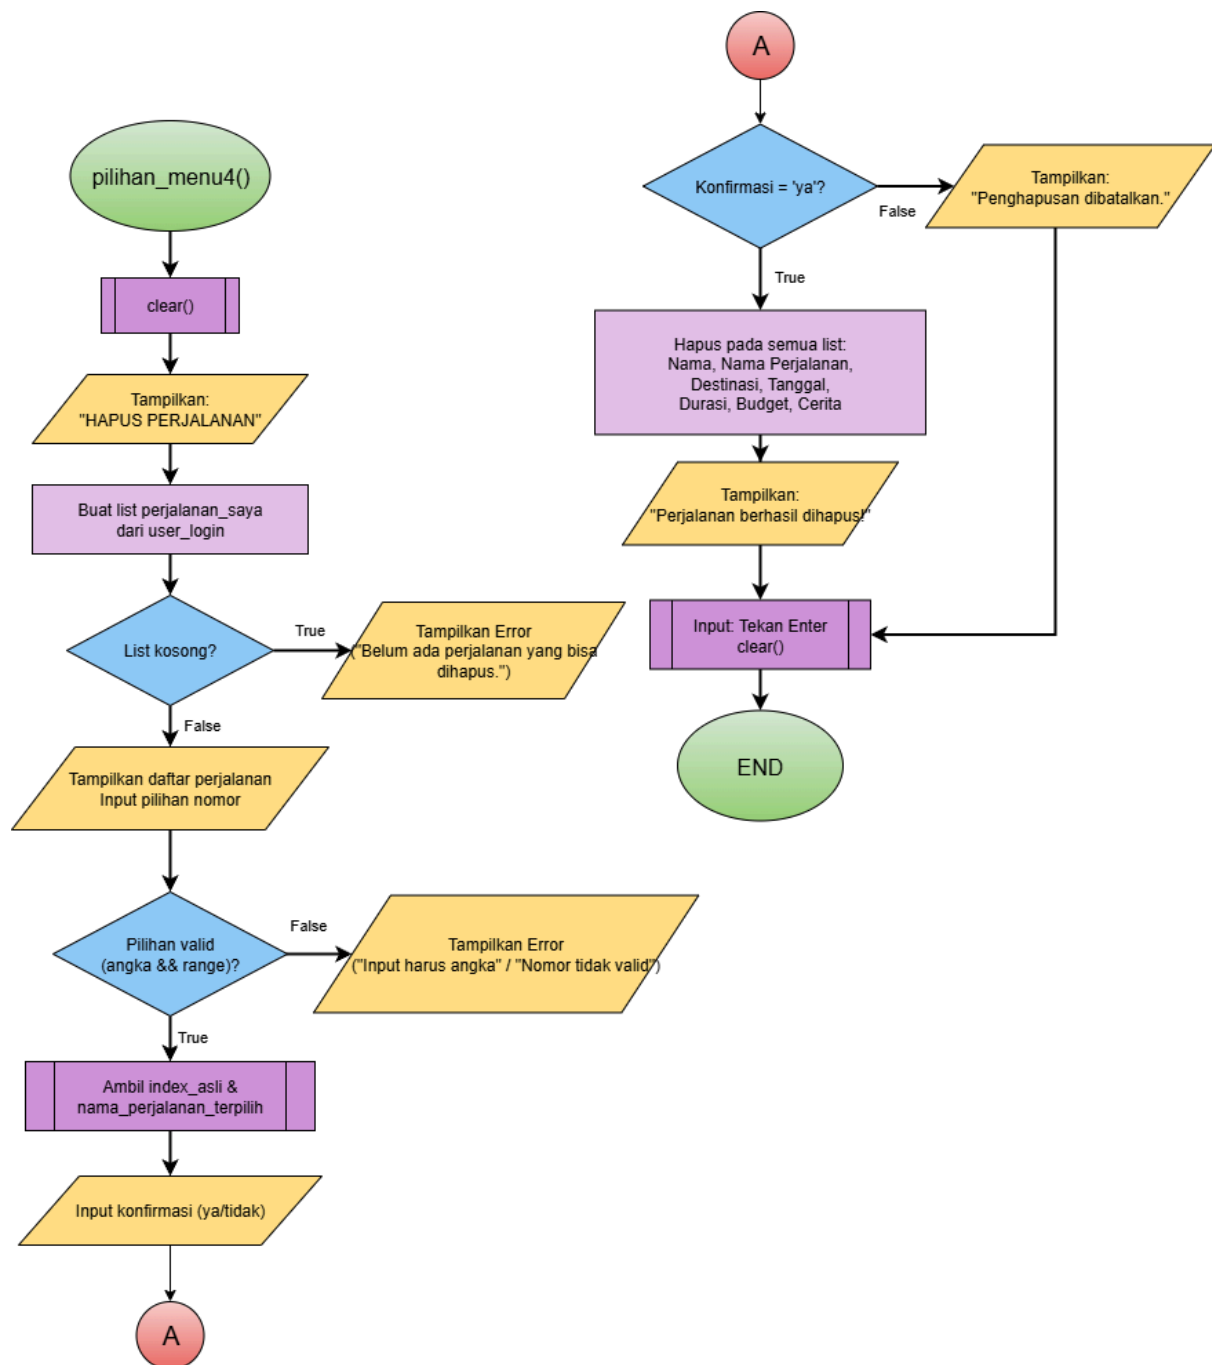 pilihan_menu4()
clear()
Tampilkan:
"HAPUS PERJALANAN"
Buat list perjalanan_saya
dari user_login
List kosong?
True
Tampilkan Error
("Belum ada perjalanan yang bisa
dihapus.")
False
Tampilkan daftar perjalanan
Input pilihan nomor
Pilihan valid
(angka && range)?
False
Tampilkan Error
("Input harus angka" / "Nomor tidak valid")
True
Ambil index_asli &
nama_perjalanan_terpilih
Input konfirmasi (ya/tidak)
A
A
Konfirmasi = 'ya'?
False
Tampilkan:
"Penghapusan dibatalkan."
True
Hapus pada semua list:
Nama, Nama Perjalanan,
Destinasi, Tanggal,
Durasi, Budget, Cerita
Tampilkan:
"Perjalanan berhasil dihapus!"
Input: Tekan Enter
clear()
END